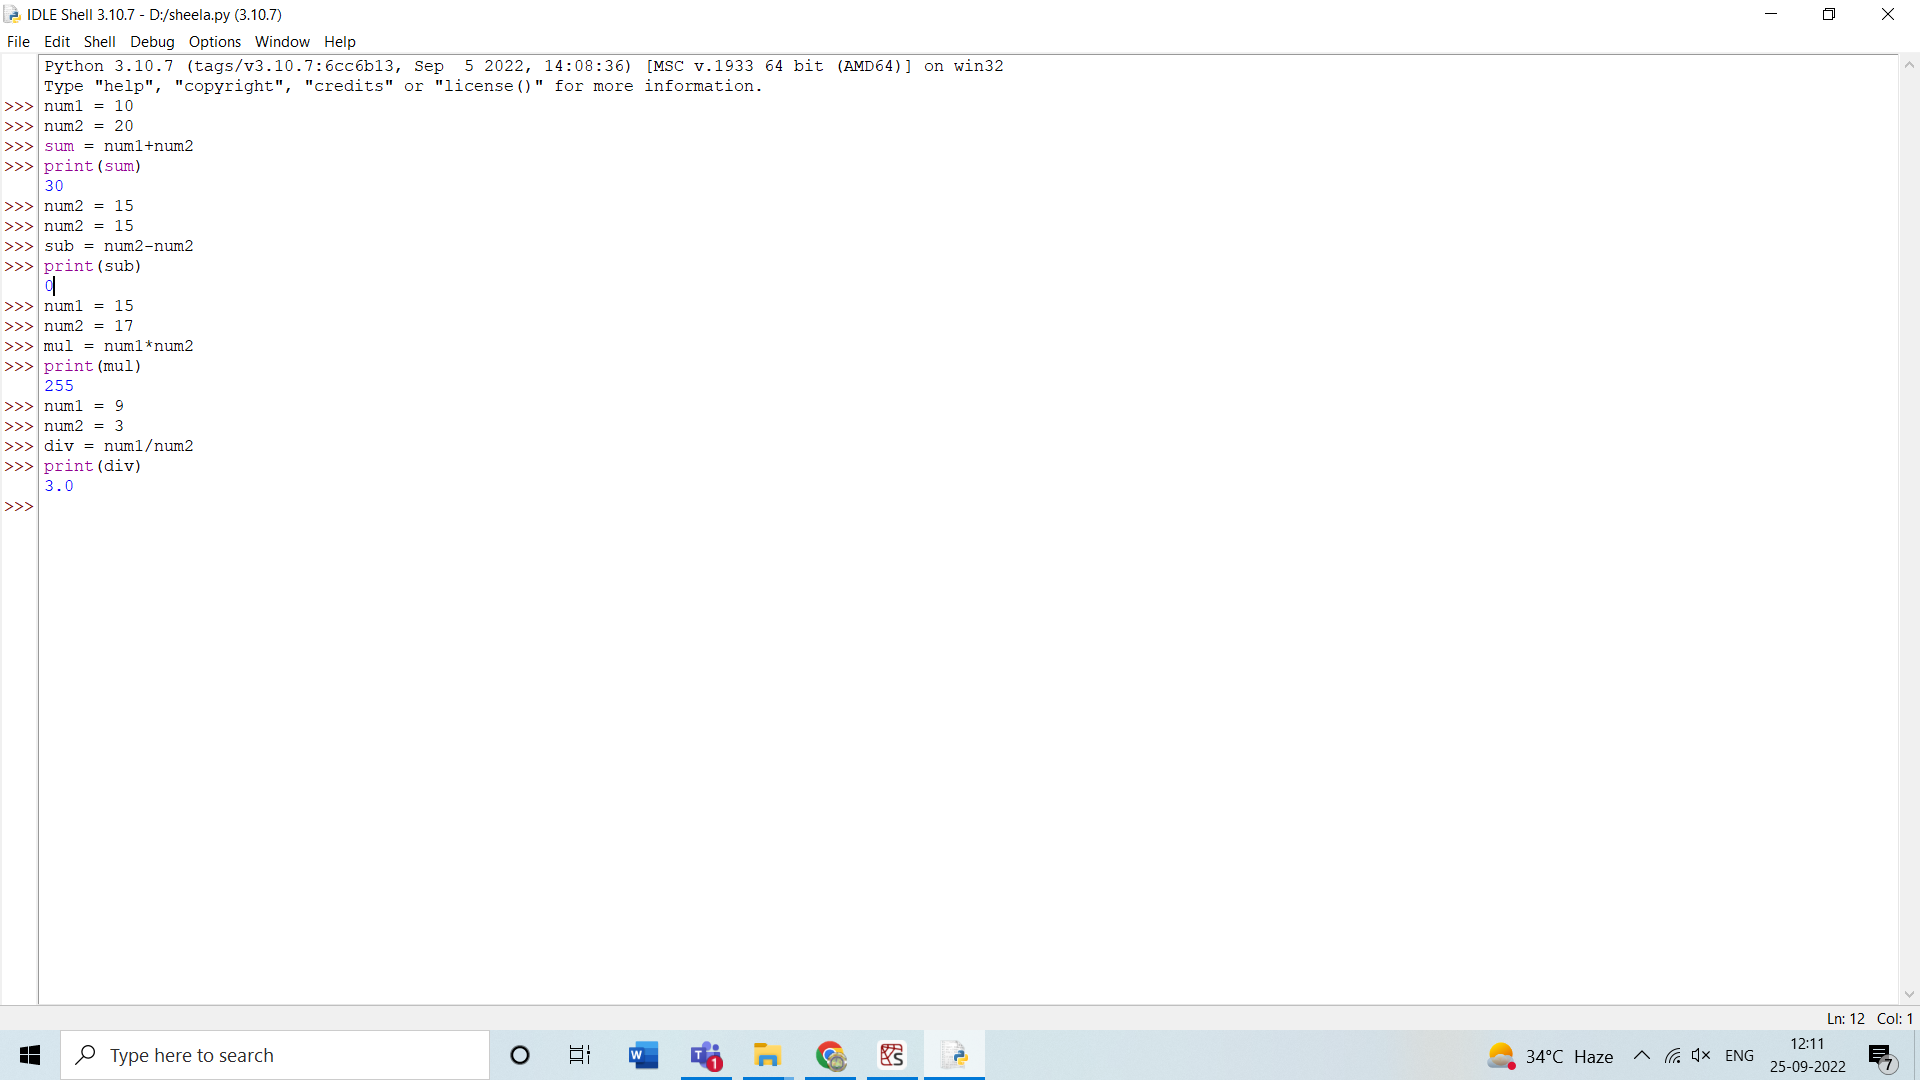 IDLE Shell 3.10.7 - D:/sheela.py (3.10.7)
File Edit Shell Debug Options Window Help
Python 3.10.7 (tags/v3.10.7:6cc6b13, Sep  5 2022, 14:08:36) [MSC v.1933 64 bit (AMD64)] on win32
Type "help", "copyright", "credits" or "license()" for more information.
>>> num1 = 10
>>> num2 = 20
>>> sum = num1+num2
>>> print(sum)
30
>>> num2 = 15
>>> num2 = 15
>>> sub = num2-num2
>>> print(sub)
0
>>> num1 = 15
>>> num2 = 17
>>> mul = num1*num2
>>> print(mul)
255
>>> num1 = 9
>>> num2 = 3
>>> div = num1/num2
>>> print(div)
3.0
>>>
Ln: 12 Col: 1
Type here to search
W
T
1
34°C Haze
ENG
12:11
25-09-2022
7